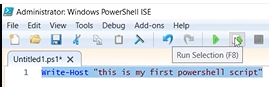 Administrator: Windows PowerShell ISE
File Edit View Tools Debug Add-ons Help
Run Selection (F8)
Untitled1.ps1* X
1 Write-Host "this is my first powershell script"